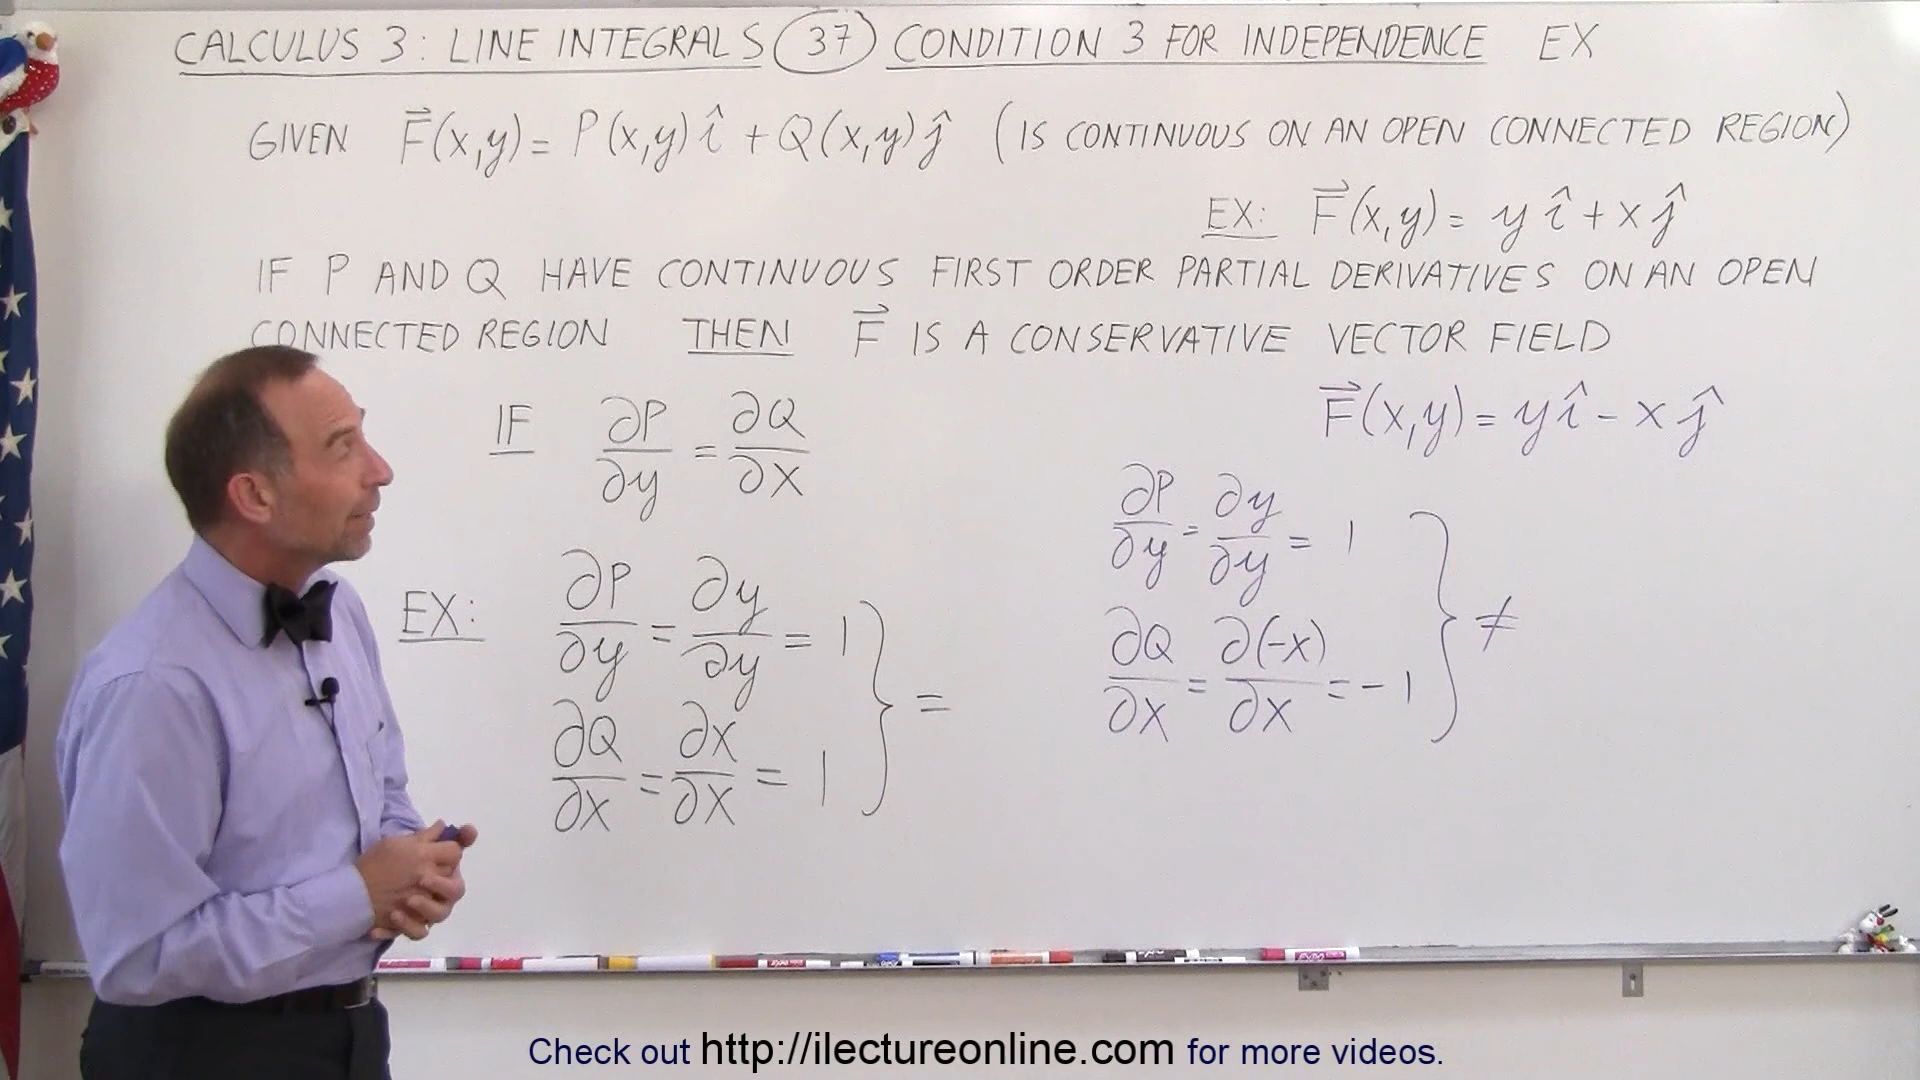 CALCULUS 3: LINE INTEGRALS 37 CONDITION 3 FOR INDEPENDENCE EX
GIVEN F⃗(x,y) = P(x,y) î + Q(x,y) ĵ (IS CONTINUOUS ON AN OPEN CONNECTED REGION)
EX: F⃗(x,y) = y î + x ĵ
IF P AND Q HAVE CONTINUOUS FIRST ORDER PARTIAL DERIVATIVES ON AN OPEN
CONNECTED REGION THEN F⃗ IS A CONSERVATIVE VECTOR FIELD
IF ∂P/∂y = ∂Q/∂x
F⃗(x,y) = y î - x ĵ
EX: ∂P/∂y = ∂y/∂y = 1
∂Q/∂x = ∂x/∂x = 1 } =
∂P/∂y = ∂y/∂y = 1
∂Q/∂x = ∂(-x)/∂x = -1 } ≠
Check out http://ilectureonline.com for more videos.